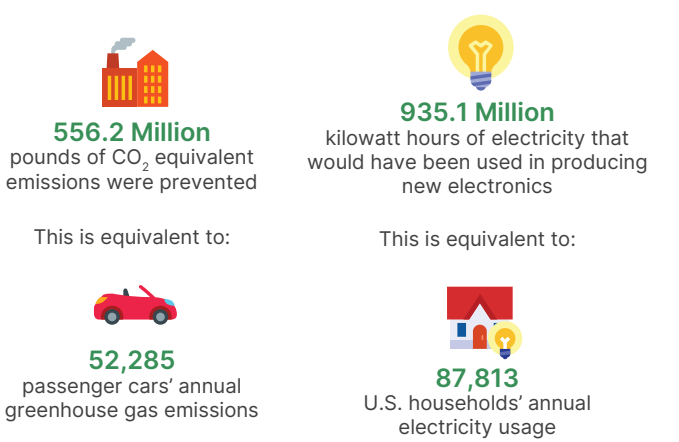 556.2 Million
pounds of CO₂ equivalent
emissions were prevented
This is equivalent to:
52,285
passenger cars’ annual
greenhouse gas emissions
935.1 Million
kilowatt hours of electricity that
would have been used in producing
new electronics
This is equivalent to:
87,813
U.S. households’ annual
electricity usage